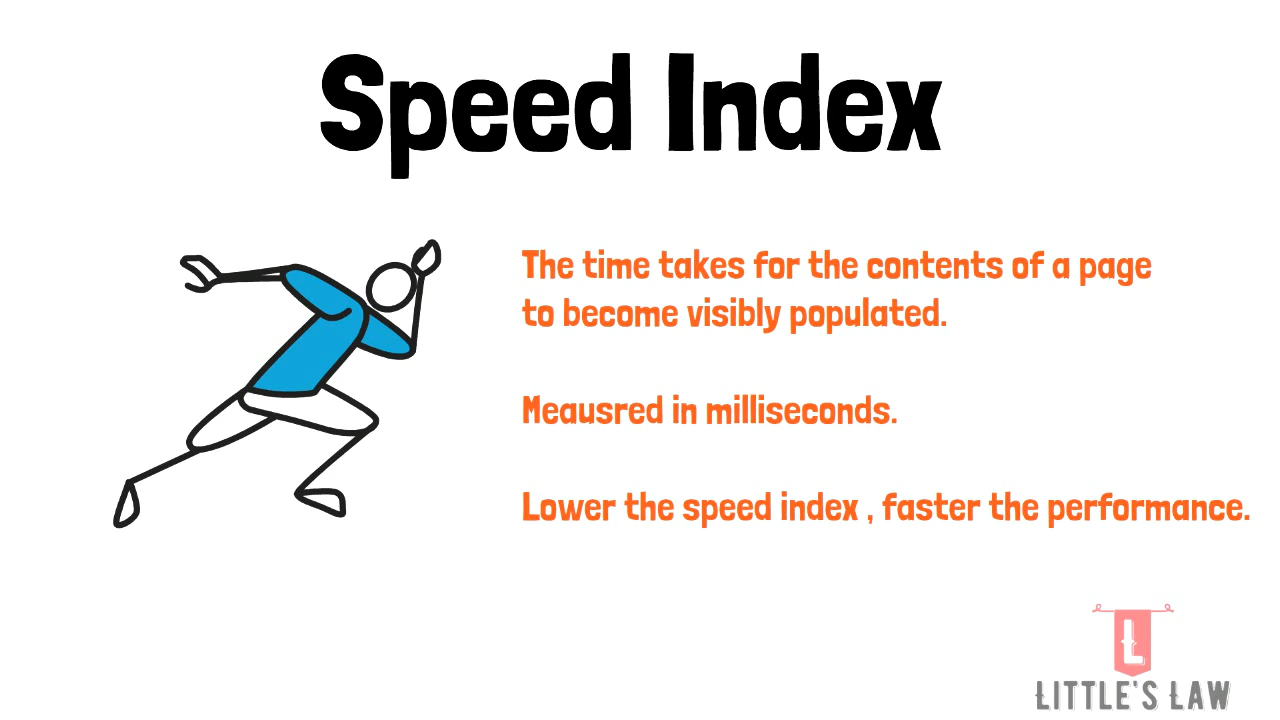 Speed Index
The time takes for the contents of a page
to become visibly populated.
Meausred in milliseconds.
Lower the speed index , faster the performance.
L
LITTLE'S LAW